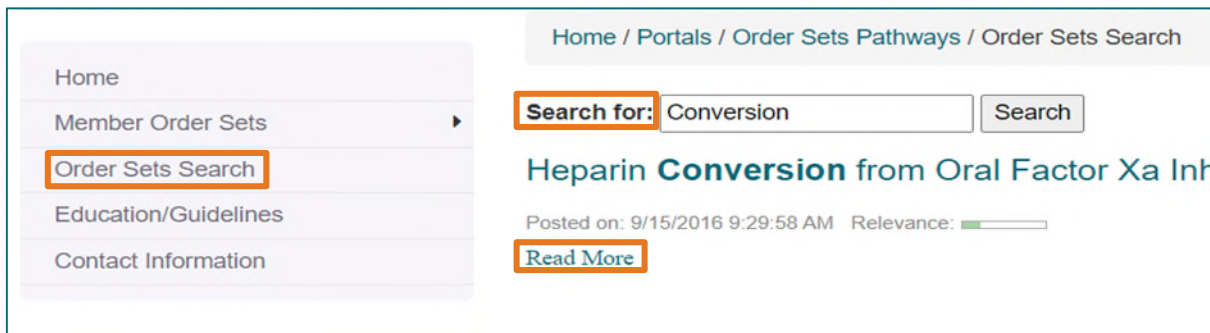 Home / Portals / Order Sets Pathways / Order Sets Search
Home
Member Order Sets
Order Sets Search
Education/Guidelines
Contact Information
Search for: Conversion Search
Heparin Conversion from Oral Factor Xa Inh
Posted on: 9/15/2016 9:29:58 AM Relevance:
Read More